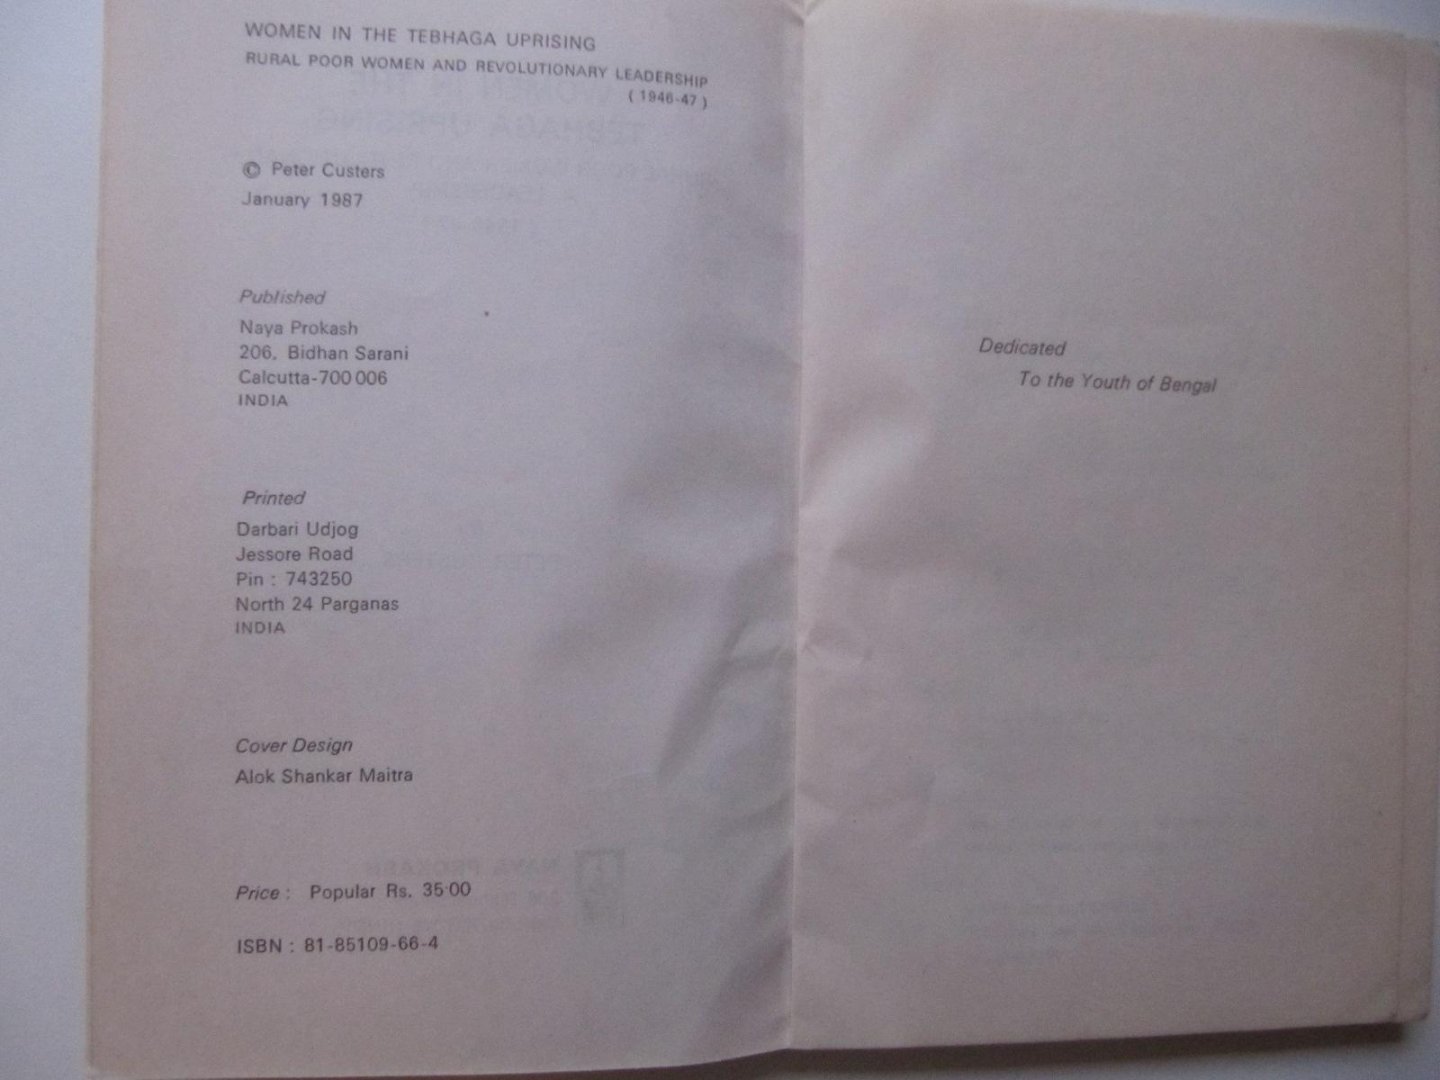 WOMEN IN THE TEBHAGA UPRISING
RURAL POOR WOMEN AND REVOLUTIONARY LEADERSHIP
( 1946-47 )
© Peter Custers
January 1987
Published
Naya Prokash
206, Bidhan Sarani
Calcutta-700 006
INDIA
Printed
Darbari Udjog
Jessore Road
Pin : 743250
North 24 Parganas
INDIA
Cover Design
Alok Shankar Maitra
Price : Popular Rs. 35·00
ISBN : 81-85109-66-4
Dedicated
To the Youth of Bengal